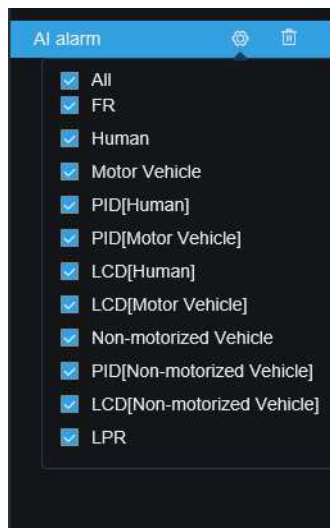 AI alarm
All
FR
Human
Motor Vehicle
PID[Human]
PID[Motor Vehicle]
LCD[Human]
LCD[Motor Vehicle]
Non-motorized Vehicle
PID[Non-motorized Vehicle]
LCD[Non-motorized Vehicle]
LPR